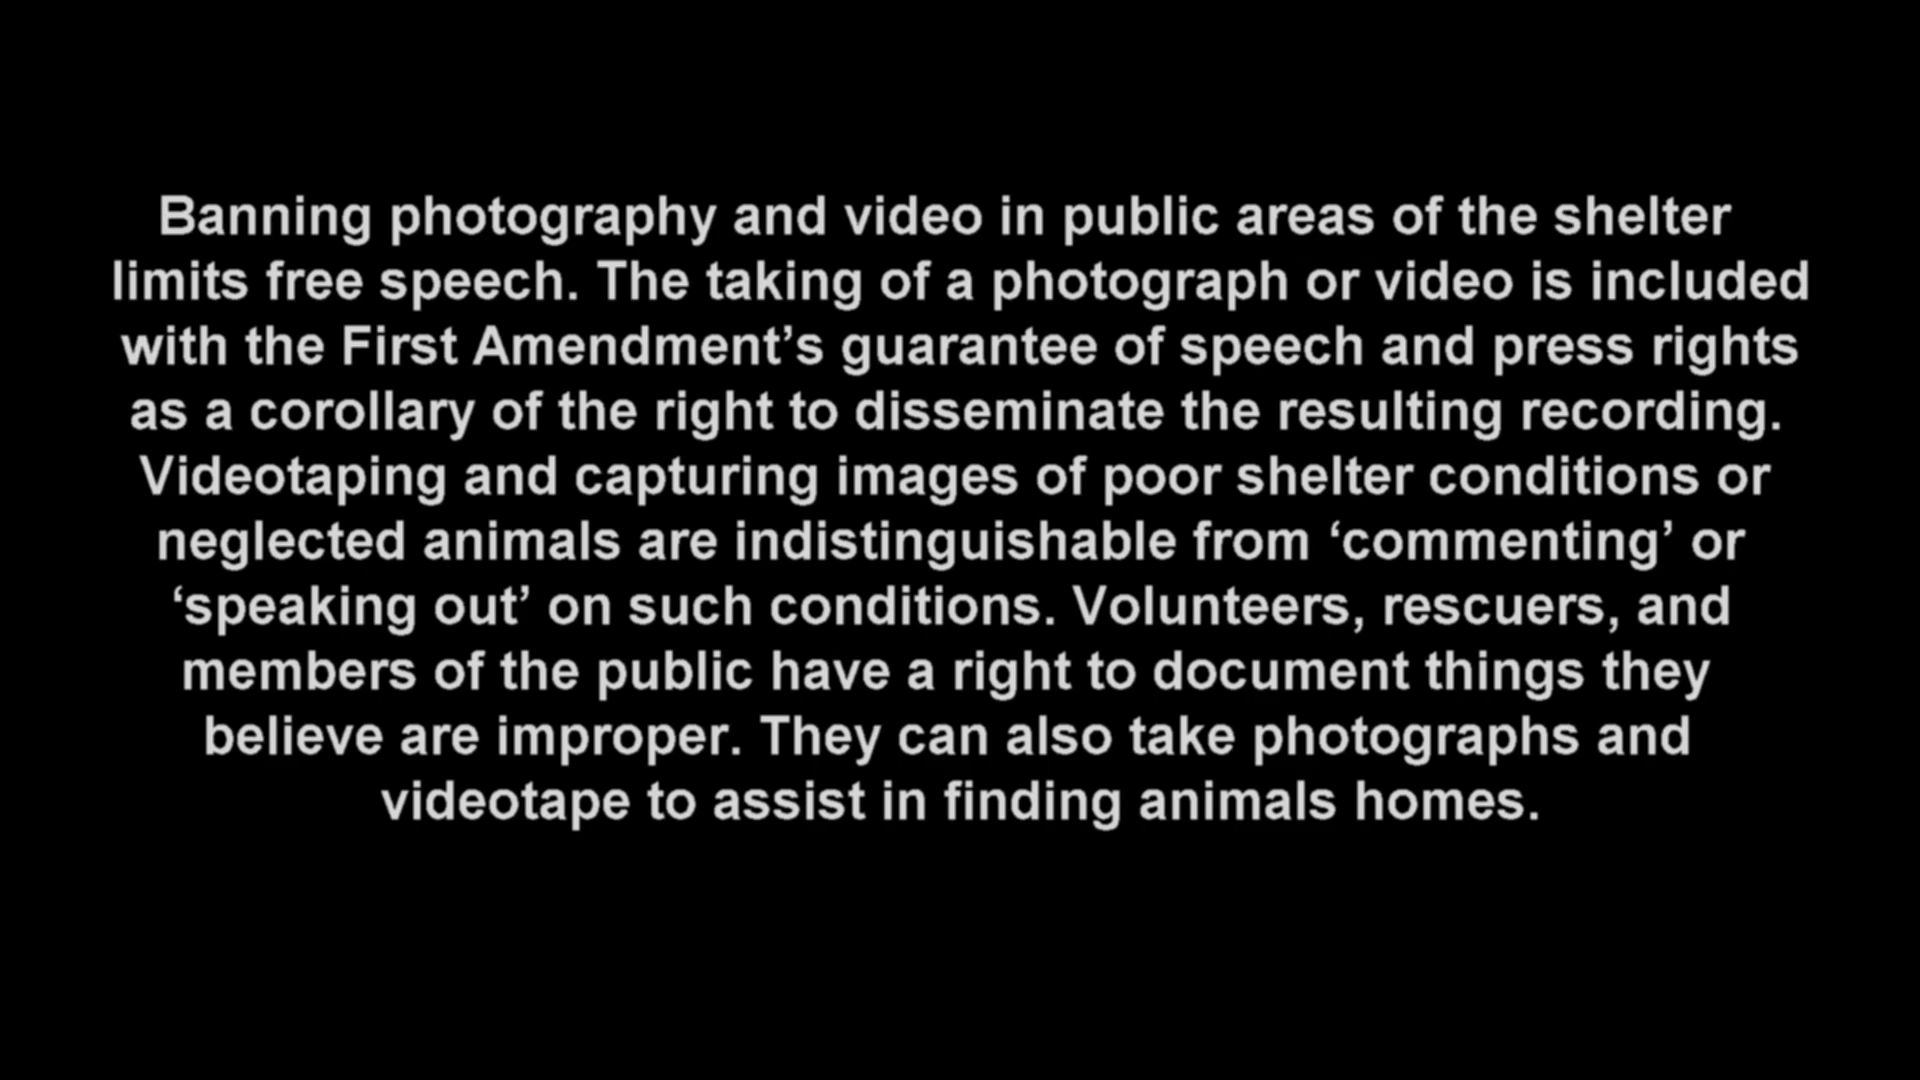 Banning photography and video in public areas of the shelter
limits free speech. The taking of a photograph or video is included
with the First Amendment’s guarantee of speech and press rights
as a corollary of the right to disseminate the resulting recording.
Videotaping and capturing images of poor shelter conditions or
neglected animals are indistinguishable from ‘commenting’ or
‘speaking out’ on such conditions. Volunteers, rescuers, and
members of the public have a right to document things they
believe are improper. They can also take photographs and
videotape to assist in finding animals homes.